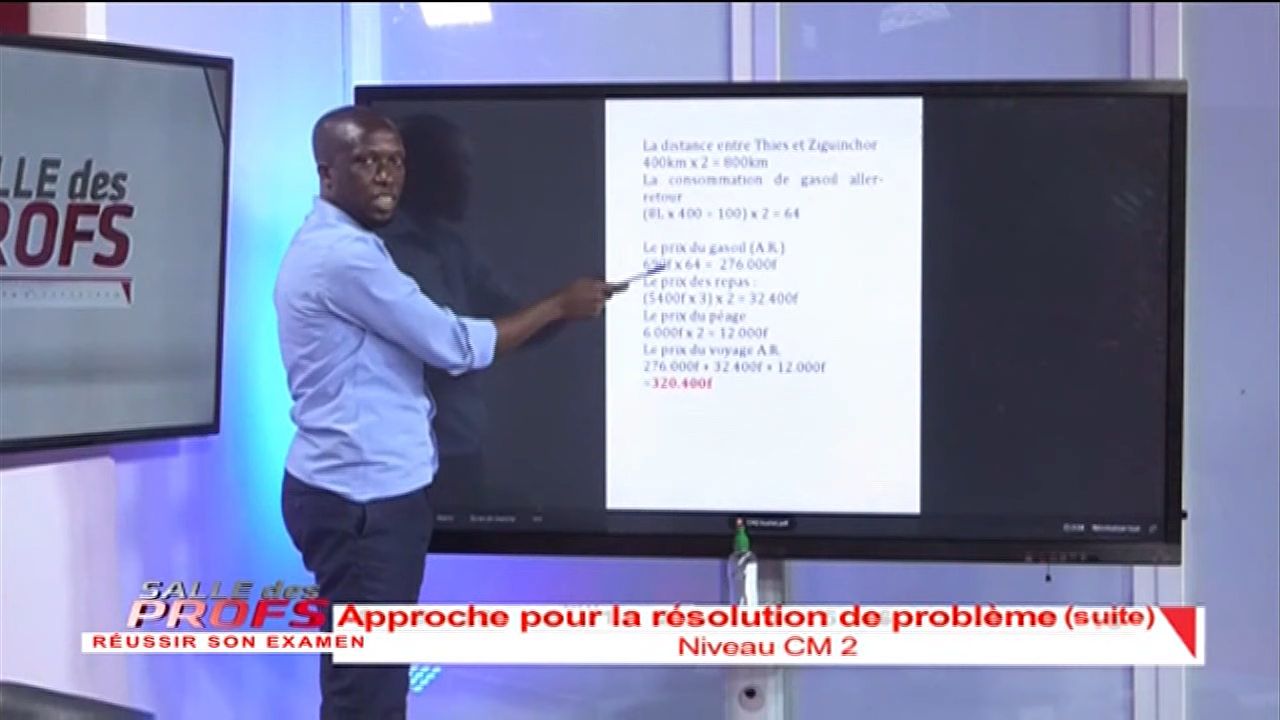 LLE des
ROFS
La distance entre Thies et Ziguinchor
400km x 2 = 800km
La consommation de gasoil aller-
retour
(8L x 400 ÷ 100) x 2 = 64
Le prix du gasoil (A.R.)
x 64 = 276.000f
Le prix des repas :
(5400f x 3) x 2 = 32.400f
Le prix du péage
6.000f x 2 = 12.000f
Le prix du voyage A.R.
276.000f + 32.400f + 12.000f
=320.400f
SALLE des
PROFS
RÉUSSIR SON EXAMEN
Approche pour la résolution de problème (suite)
Niveau CM 2